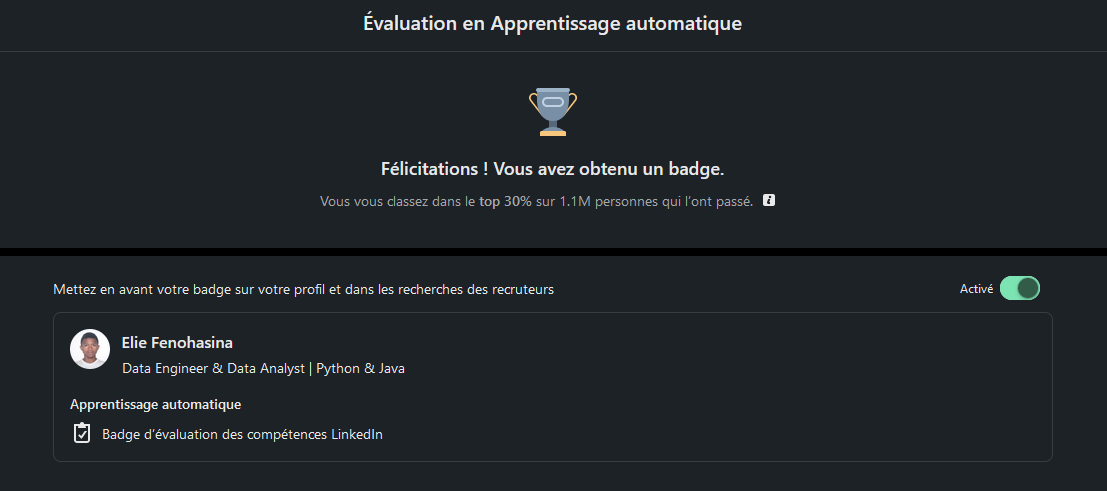 Évaluation en Apprentissage automatique
Félicitations ! Vous avez obtenu un badge.
Vous vous classez dans le top 30% sur 1.1M personnes qui l’ont passé.
Mettez en avant votre badge sur votre profil et dans les recherches des recruteurs
Activé
Elie Fenohasina
Data Engineer & Data Analyst | Python & Java
Apprentissage automatique
Badge d’évaluation des compétences LinkedIn